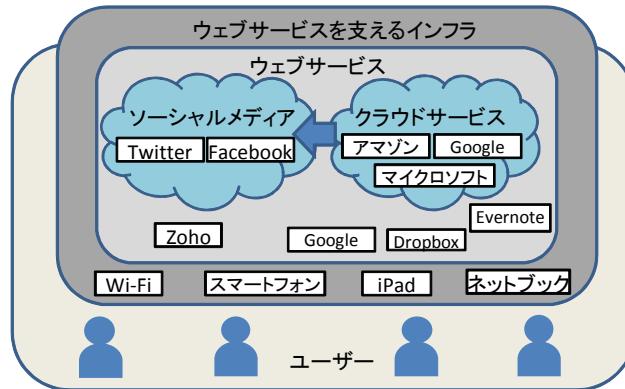 ウェブサービスを支えるインフラ
ウェブサービス
ソーシャルメディア
クラウドサービス
Twitter
Facebook
アマゾン
Google
マイクロソフト
Evernote
Zoho
Google
Dropbox
Wi-Fi
スマートフォン
iPad
ネットブック
ユーザー